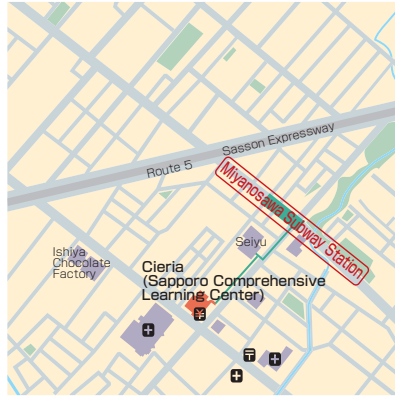 Sasson Expressway
Route 5
Miyanosawa Subway Station
Seiyu
Ishiya
Chocolate
Factory
Cieria
(Sapporo Comprehensive
Learning Center)
¥
〒